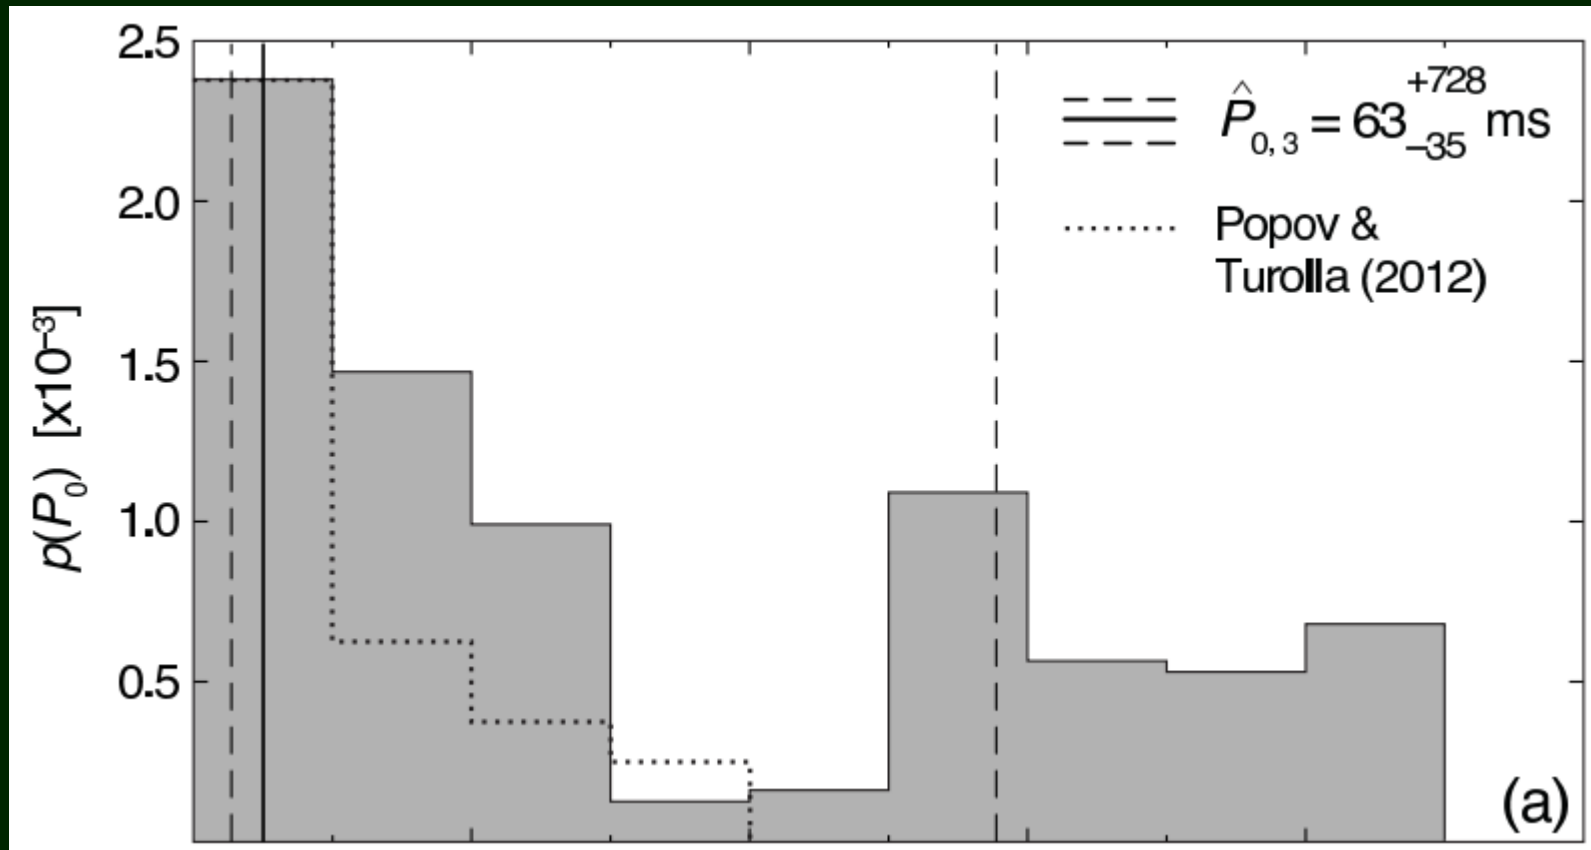 2.5
2.0
1.5
1.0
0.5
p(P₀) [x10⁻³]
P̂₀,₃ = 63⁺⁷²⁸₋₃₅ ms
Popov &
Turolla (2012)
(a)